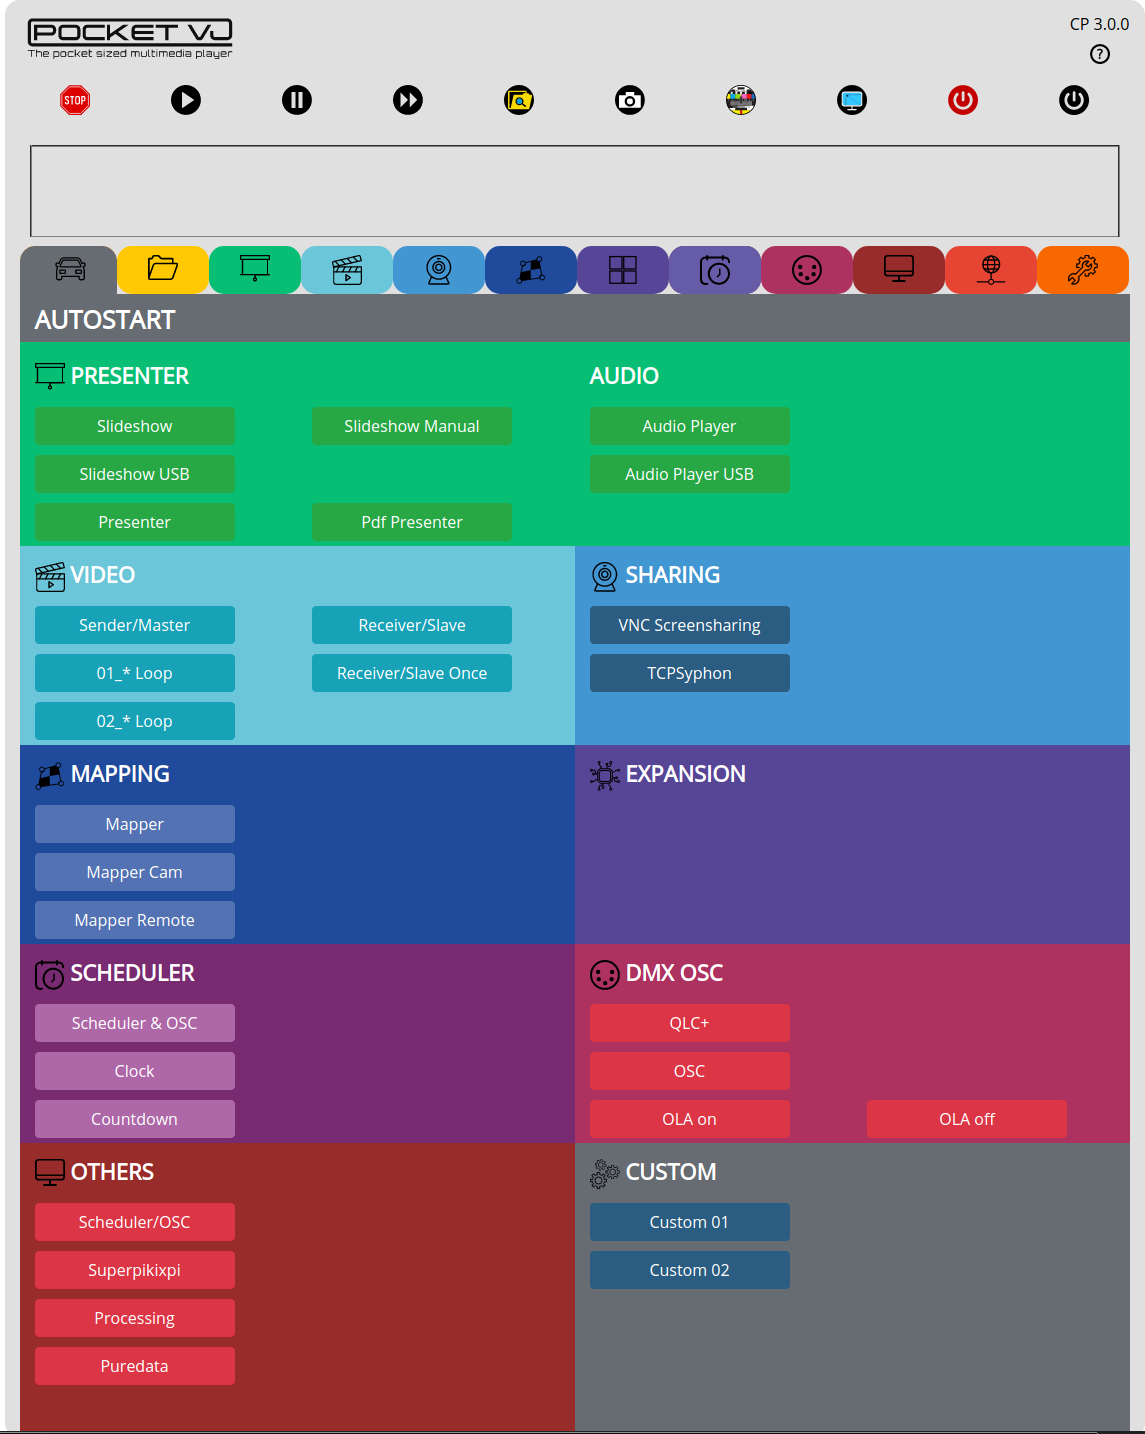 POCKET VJ
The pocket sized multimedia player
CP 3.0.0
?
STOP
AUTOSTART
PRESENTER
Slideshow
Slideshow Manual
Slideshow USB
Presenter
Pdf Presenter
AUDIO
Audio Player
Audio Player USB
VIDEO
Sender/Master
Receiver/Slave
01_* Loop
Receiver/Slave Once
02_* Loop
SHARING
VNC Screensharing
TCPSyphon
MAPPING
Mapper
Mapper Cam
Mapper Remote
EXPANSION
SCHEDULER
Scheduler & OSC
Clock
Countdown
DMX OSC
QLC+
OSC
OLA on
OLA off
OTHERS
Scheduler/OSC
Superpikixpi
Processing
Puredata
CUSTOM
Custom 01
Custom 02